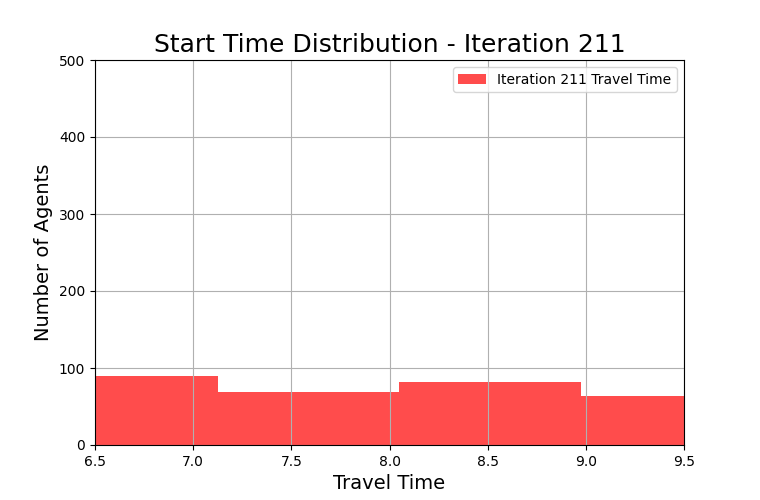 Start Time Distribution - Iteration 211
Iteration 211 Travel Time
Number of Agents
500
400
300
200
100
0
6.5 7.0 7.5 8.0 8.5 9.0 9.5
Travel Time